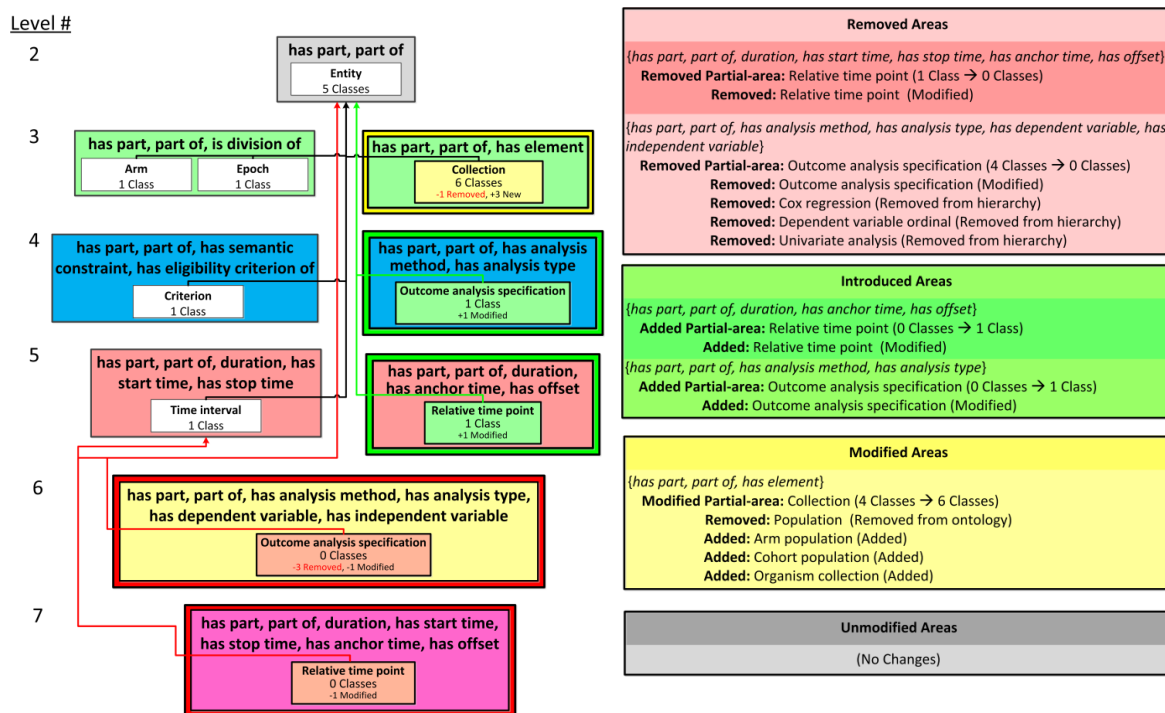 Level #
2
has part, part of
Entity
5 Classes
3
has part, part of, is division of
Arm
1 Class
Epoch
1 Class
has part, part of, has element
Collection
6 Classes
-1 Removed, +3 New
4
has part, part of, has semantic
constraint, has eligibility criterion of
Criterion
1 Class
has part, part of, has analysis
method, has analysis type
Outcome analysis specification
1 Class
+1 Modified
5
has part, part of, duration, has
start time, has stop time
Time interval
1 Class
has part, part of, duration,
has anchor time, has offset
Relative time point
1 Class
+1 Modified
6
has part, part of, has analysis method, has analysis type,
has dependent variable, has independent variable
Outcome analysis specification
0 Classes
-3 Removed, -1 Modified
7
has part, part of, duration, has start time,
has stop time, has anchor time, has offset
Relative time point
0 Classes
-1 Modified
Removed Areas
{has part, part of, duration, has start time, has stop time, has anchor time, has offset}
Removed Partial-area: Relative time point (1 Class → 0 Classes)
Removed: Relative time point (Modified)
{has part, part of, has analysis method, has analysis type, has dependent variable, has
independent variable}
Removed Partial-area: Outcome analysis specification (4 Classes → 0 Classes)
Removed: Outcome analysis specification (Modified)
Removed: Cox regression (Removed from hierarchy)
Removed: Dependent variable ordinal (Removed from hierarchy)
Removed: Univariate analysis (Removed from hierarchy)
Introduced Areas
{has part, part of, duration, has anchor time, has offset}
Added Partial-area: Relative time point (0 Classes → 1 Class)
Added: Relative time point (Modified)
{has part, part of, has analysis method, has analysis type}
Added Partial-area: Outcome analysis specification (0 Classes → 1 Class)
Added: Outcome analysis specification (Modified)
Modified Areas
{has part, part of, has element}
Modified Partial-area: Collection (4 Classes → 6 Classes)
Removed: Population (Removed from ontology)
Added: Arm population (Added)
Added: Cohort population (Added)
Added: Organism collection (Added)
Unmodified Areas
(No Changes)